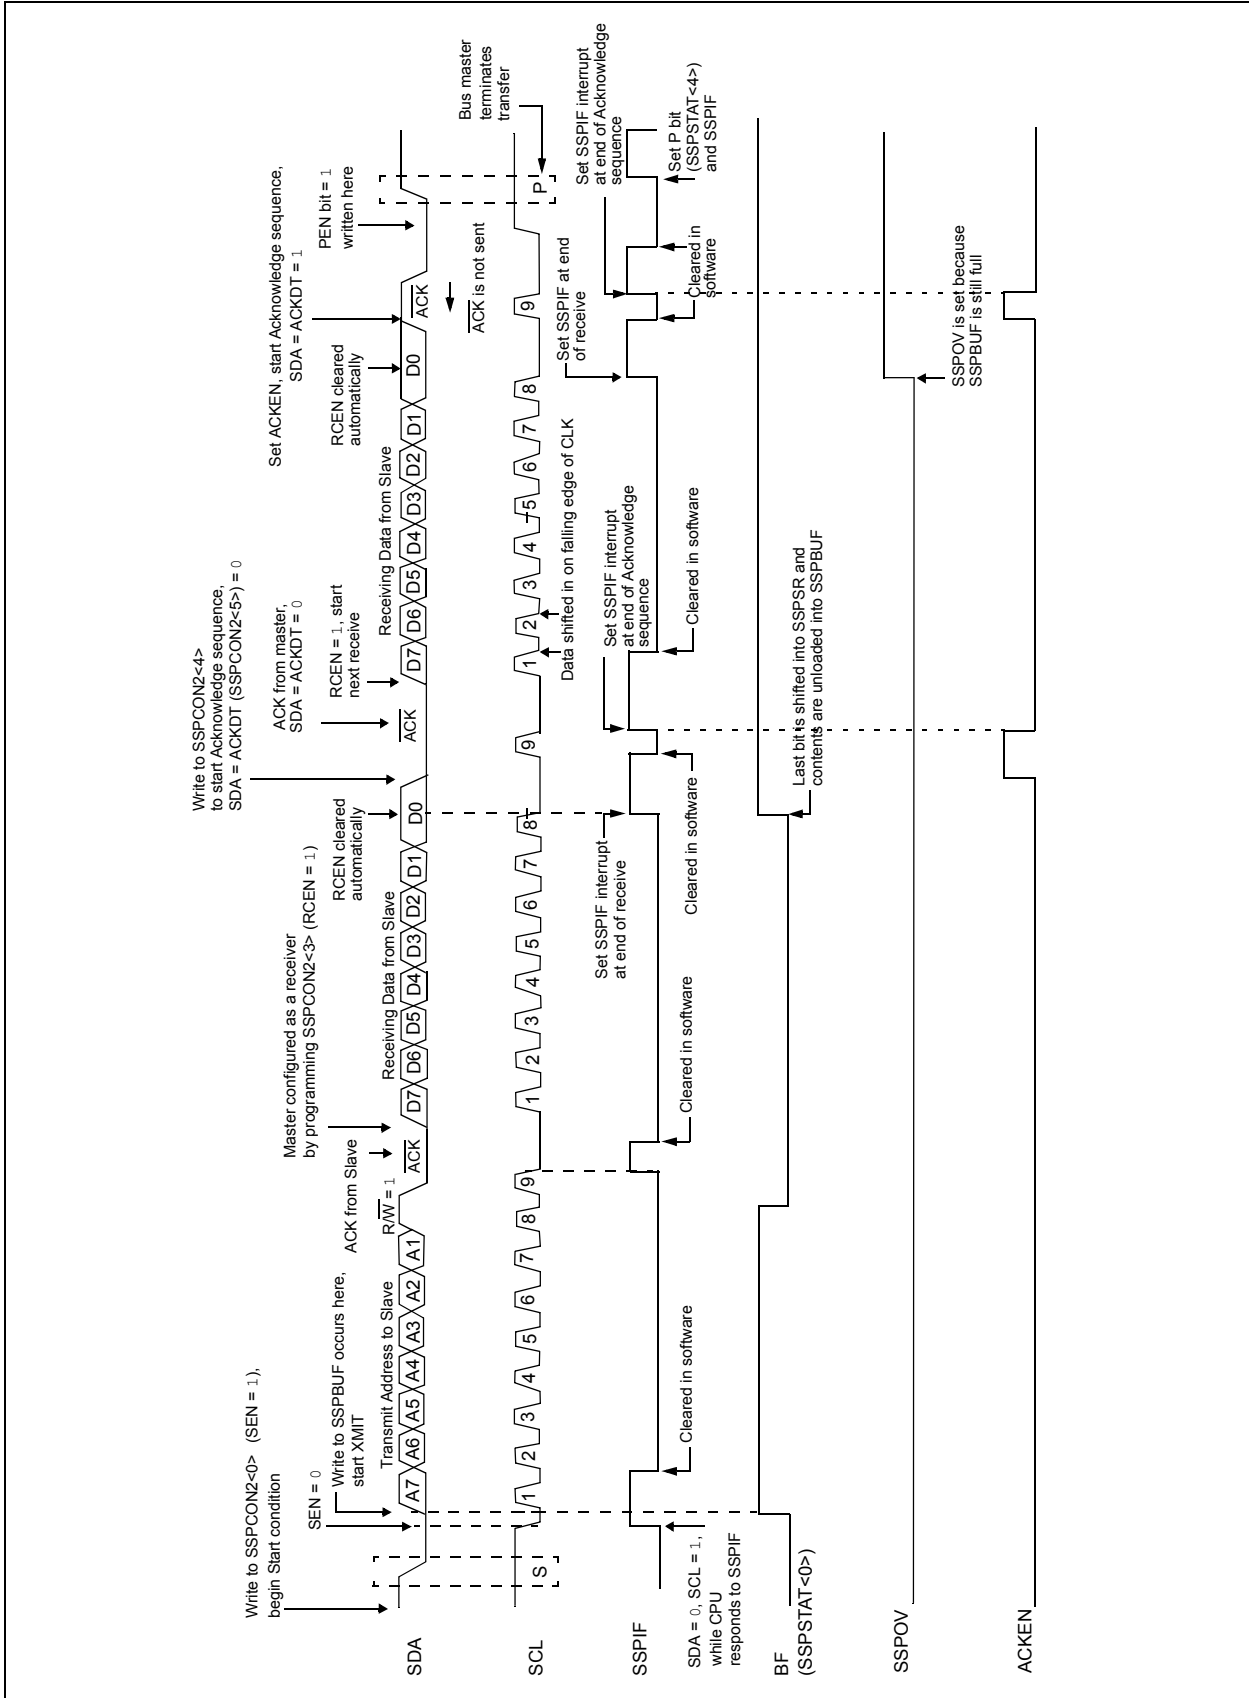 Write to SSPCON2<0> (SEN = 1),
begin Start condition
SEN = 0
Write to SSPBUF occurs here,
start XMIT
Transmit Address to Slave
R/W = 1
ACK from Slave
Master configured as a receiver
by programming SSPCON2<3> (RCEN = 1)
Receiving Data from Slave
RCEN cleared
automatically
Write to SSPCON2<4>
to start Acknowledge sequence,
SDA = ACKDT (SSPCON2<5>) = 0
ACK from master,
SDA = ACKDT = 0
RCEN = 1, start
next receive
Receiving Data from Slave
RCEN cleared
automatically
Set ACKEN, start Acknowledge sequence,
SDA = ACKDT = 1
PEN bit = 1
written here
SDA
A7 A6 A5 A4 A3 A2 A1
ACK
D7 D6 D5 D4 D3 D2 D1 D0
ACK
D7 D6 D5 D4 D3 D2 D1 D0
ACK
ACK is not sent
Bus master
terminates
transfer
SCL
S
1 2 3 4 5 6 7 8 9
1 2 3 4 5 6 7 8 9
1 2 3 4 5 6 7 8 9
P
Data shifted in on falling edge of CLK
Set SSPIF at end
of receive
Set SSPIF interrupt
at end of Acknowledge
sequence
SSPIF
SDA = 0, SCL = 1,
while CPU
responds to SSPIF
Cleared in software
Cleared in software
Set SSPIF interrupt
at end of receive
Cleared in software
Set SSPIF interrupt
at end of Acknowledge
sequence
Cleared in software
Cleared in
software
Set P bit
(SSPSTAT<4>)
and SSPIF
BF
(SSPSTAT<0>)
Last bit is shifted into SSPSR and
contents are unloaded into SSPBUF
SSPOV
SSPOV is set because
SSPBUF is still full
ACKEN